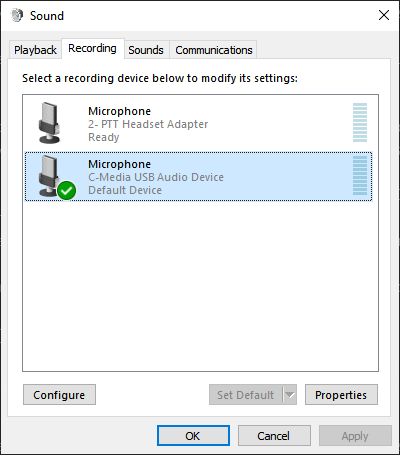 Sound
Playback Recording Sounds Communications
Select a recording device below to modify its settings:
Microphone
2- PTT Headset Adapter
Ready
Microphone
C-Media USB Audio Device
Default Device
Configure Set Default Properties
OK Cancel Apply